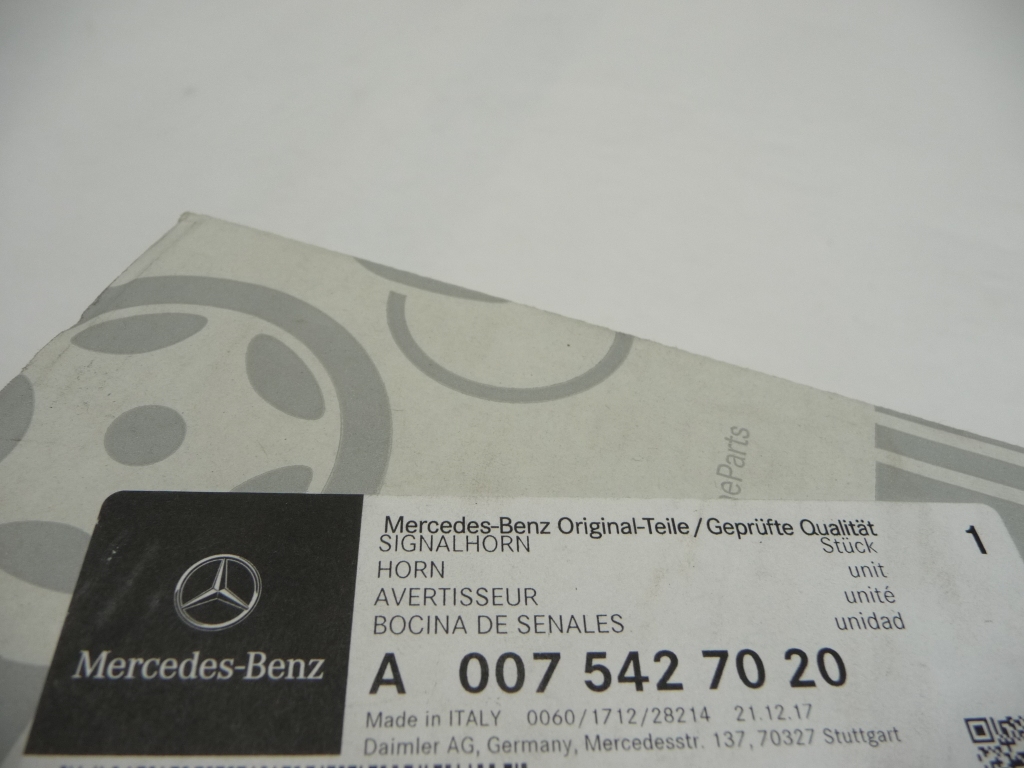 eParts
Mercedes-Benz Original-Teile/Geprüfte Qualität 1
SIGNALHORN Stück
HORN unit
AVERTISSEUR unité
BOCINA DE SENALES unidad
Mercedes-Benz
A 007 542 70 20
Made in ITALY 0060/1712/28214 21.12.17
Daimler AG, Germany, Mercedesstr. 137, 70327 Stuttgart